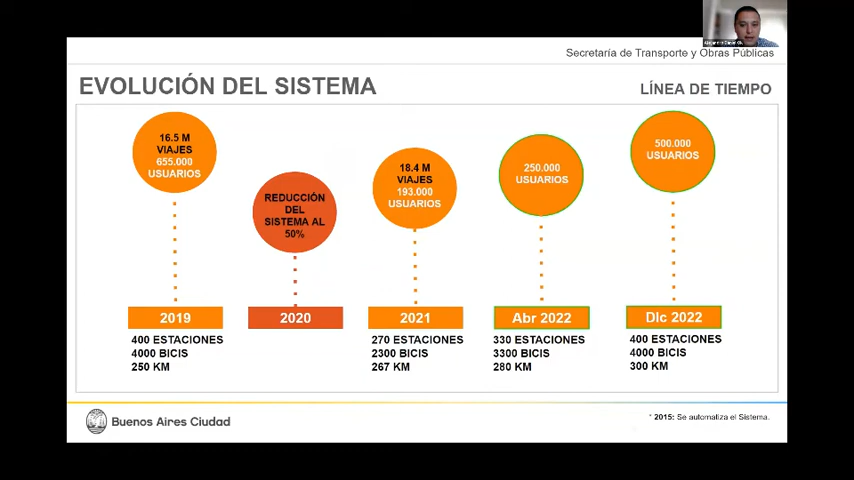 Secretaría de Transporte y Obras Públicas
EVOLUCIÓN DEL SISTEMA
LÍNEA DE TIEMPO
16.5 M
VIAJES
655.000
USUARIOS
REDUCCIÓN
DEL
SISTEMA AL
50%
18.4 M
VIAJES
193.000
USUARIOS
250.000
USUARIOS
500.000
USUARIOS
2019
400 ESTACIONES
4000 BICIS
250 KM
2020
2021
270 ESTACIONES
2300 BICIS
267 KM
Abr 2022
330 ESTACIONES
3300 BICIS
280 KM
Dic 2022
400 ESTACIONES
4000 BICIS
300 KM
Buenos Aires Ciudad
* 2015: Se automatiza el Sistema.